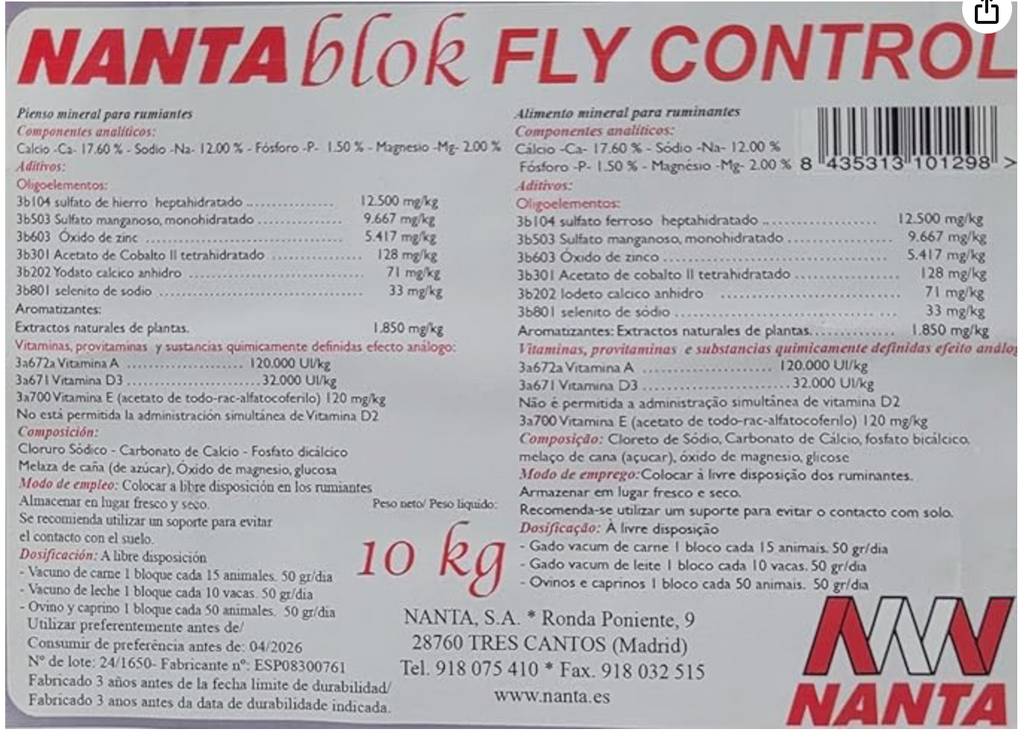 NANTAblok FLY CONTROL
Pienso mineral para rumiantes
Componentes analíticos:
Calcio -Ca- 17.60 % - Sodio -Na- 12.00 % - Fósforo -P- 1.50 % - Magnesio -Mg- 2.00 %
Aditivos:
Oligoelementos:
3b104 sulfato de hierro heptahidratado ................ 12.500 mg/kg
3b503 Sulfato manganoso, monohidratado ............... 9.667 mg/kg
3b603 Óxido de zinc ................................... 5.417 mg/kg
3b301 Acetato de Cobalto II tetrahidratado ............... 128 mg/kg
3b202 Yodato calcico anhidro ............................... 71 mg/kg
3b801 selenito de sodio .................................... 33 mg/kg
Aromatizantes:
Extractos naturales de plantas. 1.850 mg/kg
Vitaminas, provitaminas y sustancias quimicamente definidas efecto análogo:
3a672a Vitamina A ...................... 120.000 UI/kg
3a671 Vitamina D3 ........................ 32.000 UI/kg
3a700 Vitamina E (acetato de todo-rac-alfatocoferilo) 120 mg/kg
No está permitida la administración simultánea de Vitamina D2
Composición:
Cloruro Sódico - Carbonato de Calcio - Fosfato dicálcico
Melaza de caña (de azúcar), Óxido de magnesio, glucosa
Modo de empleo: Colocar a libre disposición en los rumiantes
Almacenar en lugar fresco y seco.
Se recomienda utilizar un soporte para evitar
el contacto con el suelo.
Dosificación: A libre disposición
- Vacuno de carne 1 bloque cada 15 animales. 50 gr/dia
- Vacuno de leche 1 bloque cada 10 vacas. 50 gr/dia
- Ovino y caprino 1 bloque cada 50 animales. 50 gr/dia
Utilizar preferentemente antes de/
Consumir de preferência antes de: 04/2026
Nº de lote: 24/1650- Fabricante nº: ESP08300761
Fabricado 3 años antes de la fecha límite de durabilidad/
Fabricado 3 anos antes da data de durabilidade indicada.
Peso neto/ Peso líquido:
10 kg
Alimento mineral para ruminantes
Componentes analíticos:
Cálcio -Ca- 17.60 % - Sódio -Na- 12.00 %
Fósforo -P- 1.50 % - Magnésio -Mg- 2.00 %
8 435313 101298 >
Aditivos:
Oligoelementos:
3b104 sulfato ferroso heptahidratado .................... 12.500 mg/kg
3b503 Sulfato manganoso, monohidratado .................. 9.667 mg/kg
3b603 Óxido de zinco ..................................... 5.417 mg/kg
3b301 Acetato de cobalto II tetrahidratado .................. 128 mg/kg
3b202 Iodeto calcico anhidro ............................... 71 mg/kg
3b801 selenito de sódio ..................................... 33 mg/kg
Aromatizantes: Extractos naturales de plantas. ............ 1.850 mg/kg
Vitaminas, provitaminas e substancias quimicamente definidas efeito análog
3a672a Vitamina A ........................ 120.000 UI/kg
3a671 Vitamina D3 ........................... 32.000 UI/kg
Não é permitida a administração simultânea de vitamina D2
3a700 Vitamina E (acetato de todo-rac-alfatocoferilo) 120 mg/kg
Composição: Cloreto de Sódio, Carbonato de Cálcio, fosfato bicálcico,
melaço de cana (açucar), óxido de magnesio, glicose
Modo de emprego: Colocar à livre disposição dos ruminantes.
Armazenar em lugar fresco e seco.
Recomenda-se utilizar um suporte para evitar o contacto com solo.
Dosificação: À livre disposição
- Gado vacum de carne 1 bloco cada 15 animais. 50 gr/dia
- Gado vacum de leite 1 bloco cada 10 vacas. 50 gr/dia
- Ovinos e caprinos 1 bloco cada 50 animais. 50 gr/dia
NANTA, S.A. * Ronda Poniente, 9
28760 TRES CANTOS (Madrid)
Tel. 918 075 410 * Fax. 918 032 515
www.nanta.es
NANTA